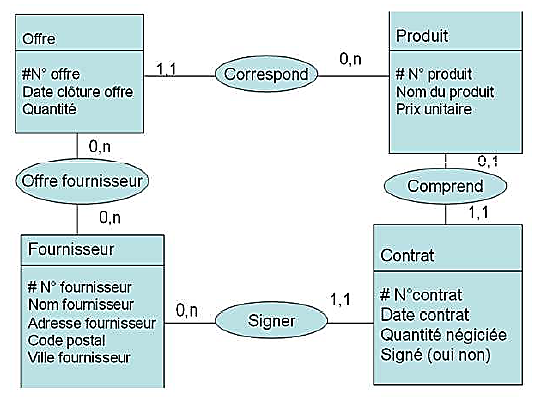 Offre
#N° offre
Date clôture offre
Quantité
1,1
Correspond
0,n
Produit
# N° produit
Nom du produit
Prix unitaire
0,n
Offre fournisseur
0,n
0,1
Comprend
1,1
Fournisseur
# N° fournisseur
Nom fournisseur
Adresse fournisseur
Code postal
Ville fournisseur
0,n
Signer
1,1
Contrat
# N°contrat
Date contrat
Quantité négiciée
Signé (oui non)